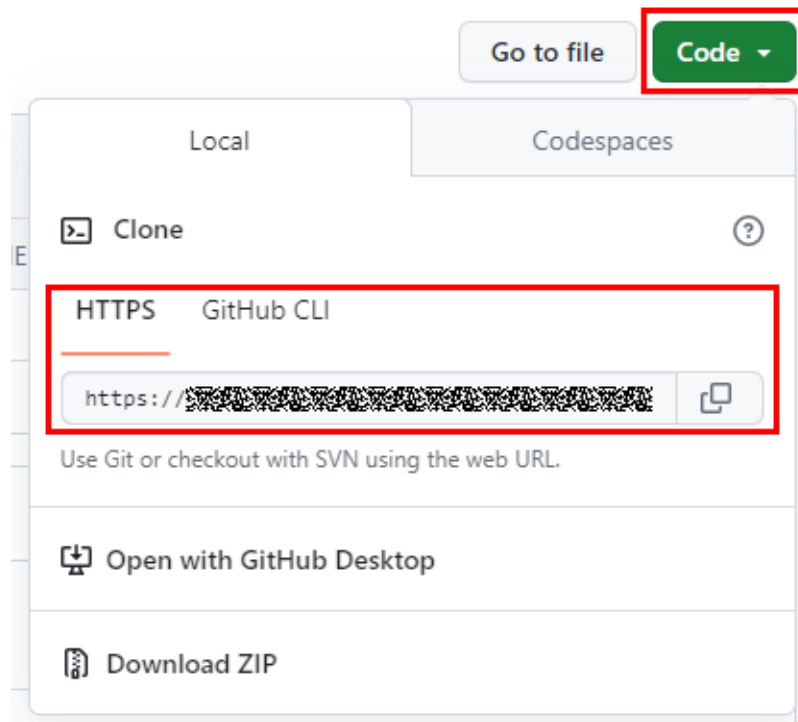 Go to file Code
Local Codespaces
Clone
E
HTTPS GitHub CLI
https://
Use Git or checkout with SVN using the web URL.
Open with GitHub Desktop
Download ZIP